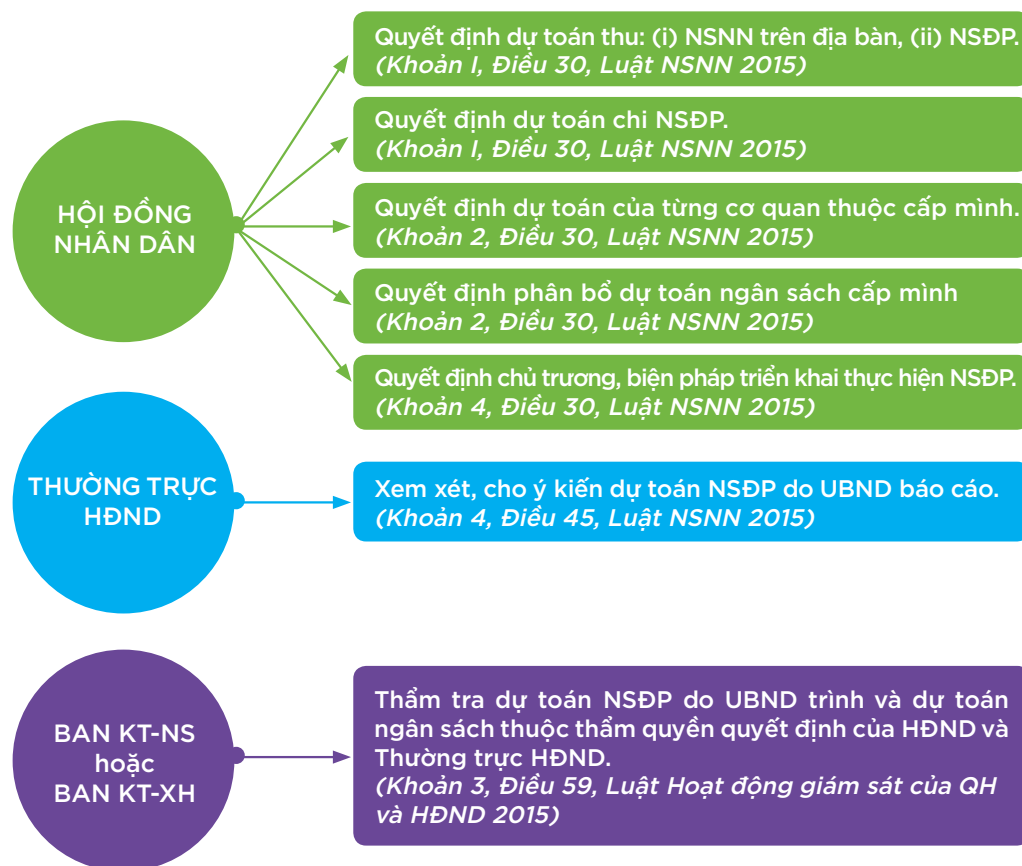 HỘI ĐỒNG
NHÂN DÂN
Quyết định dự toán thu: (i) NSNN trên địa bàn, (ii) NSĐP.
(Khoản I, Điều 30, Luật NSNN 2015)
Quyết định dự toán chi NSĐP.
(Khoản I, Điều 30, Luật NSNN 2015)
Quyết định dự toán của từng cơ quan thuộc cấp mình.
(Khoản 2, Điều 30, Luật NSNN 2015)
Quyết định phân bổ dự toán ngân sách cấp mình
(Khoản 2, Điều 30, Luật NSNN 2015)
Quyết định chủ trương, biện pháp triển khai thực hiện NSĐP.
(Khoản 4, Điều 30, Luật NSNN 2015)
THƯỜNG TRỰC
HĐND
Xem xét, cho ý kiến dự toán NSĐP do UBND báo cáo.
(Khoản 4, Điều 45, Luật NSNN 2015)
BAN KT-NS
hoặc
BAN KT-XH
Thẩm tra dự toán NSĐP do UBND trình và dự toán
ngân sách thuộc thẩm quyền quyết định của HĐND và
Thường trực HĐND.
(Khoản 3, Điều 59, Luật Hoạt động giám sát của QH
và HĐND 2015)